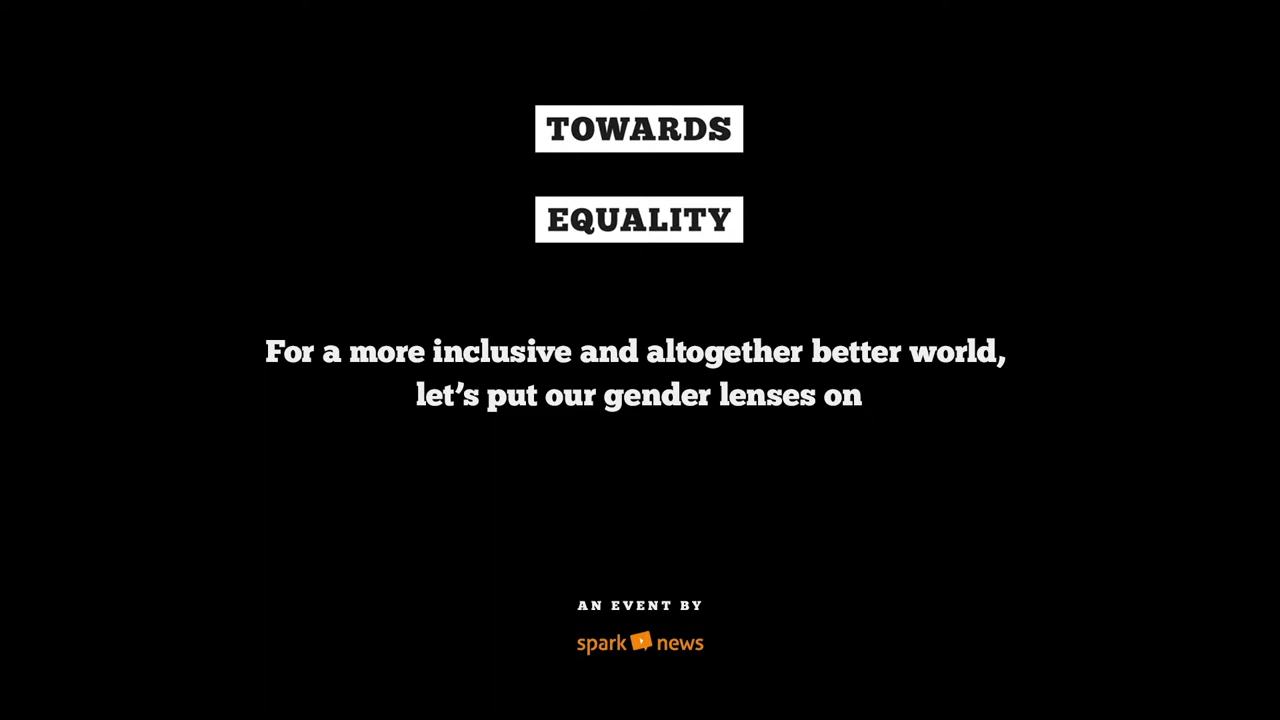 TOWARDS
EQUALITY
For a more inclusive and altogether better world,
let’s put our gender lenses on
AN EVENT BY
spark news